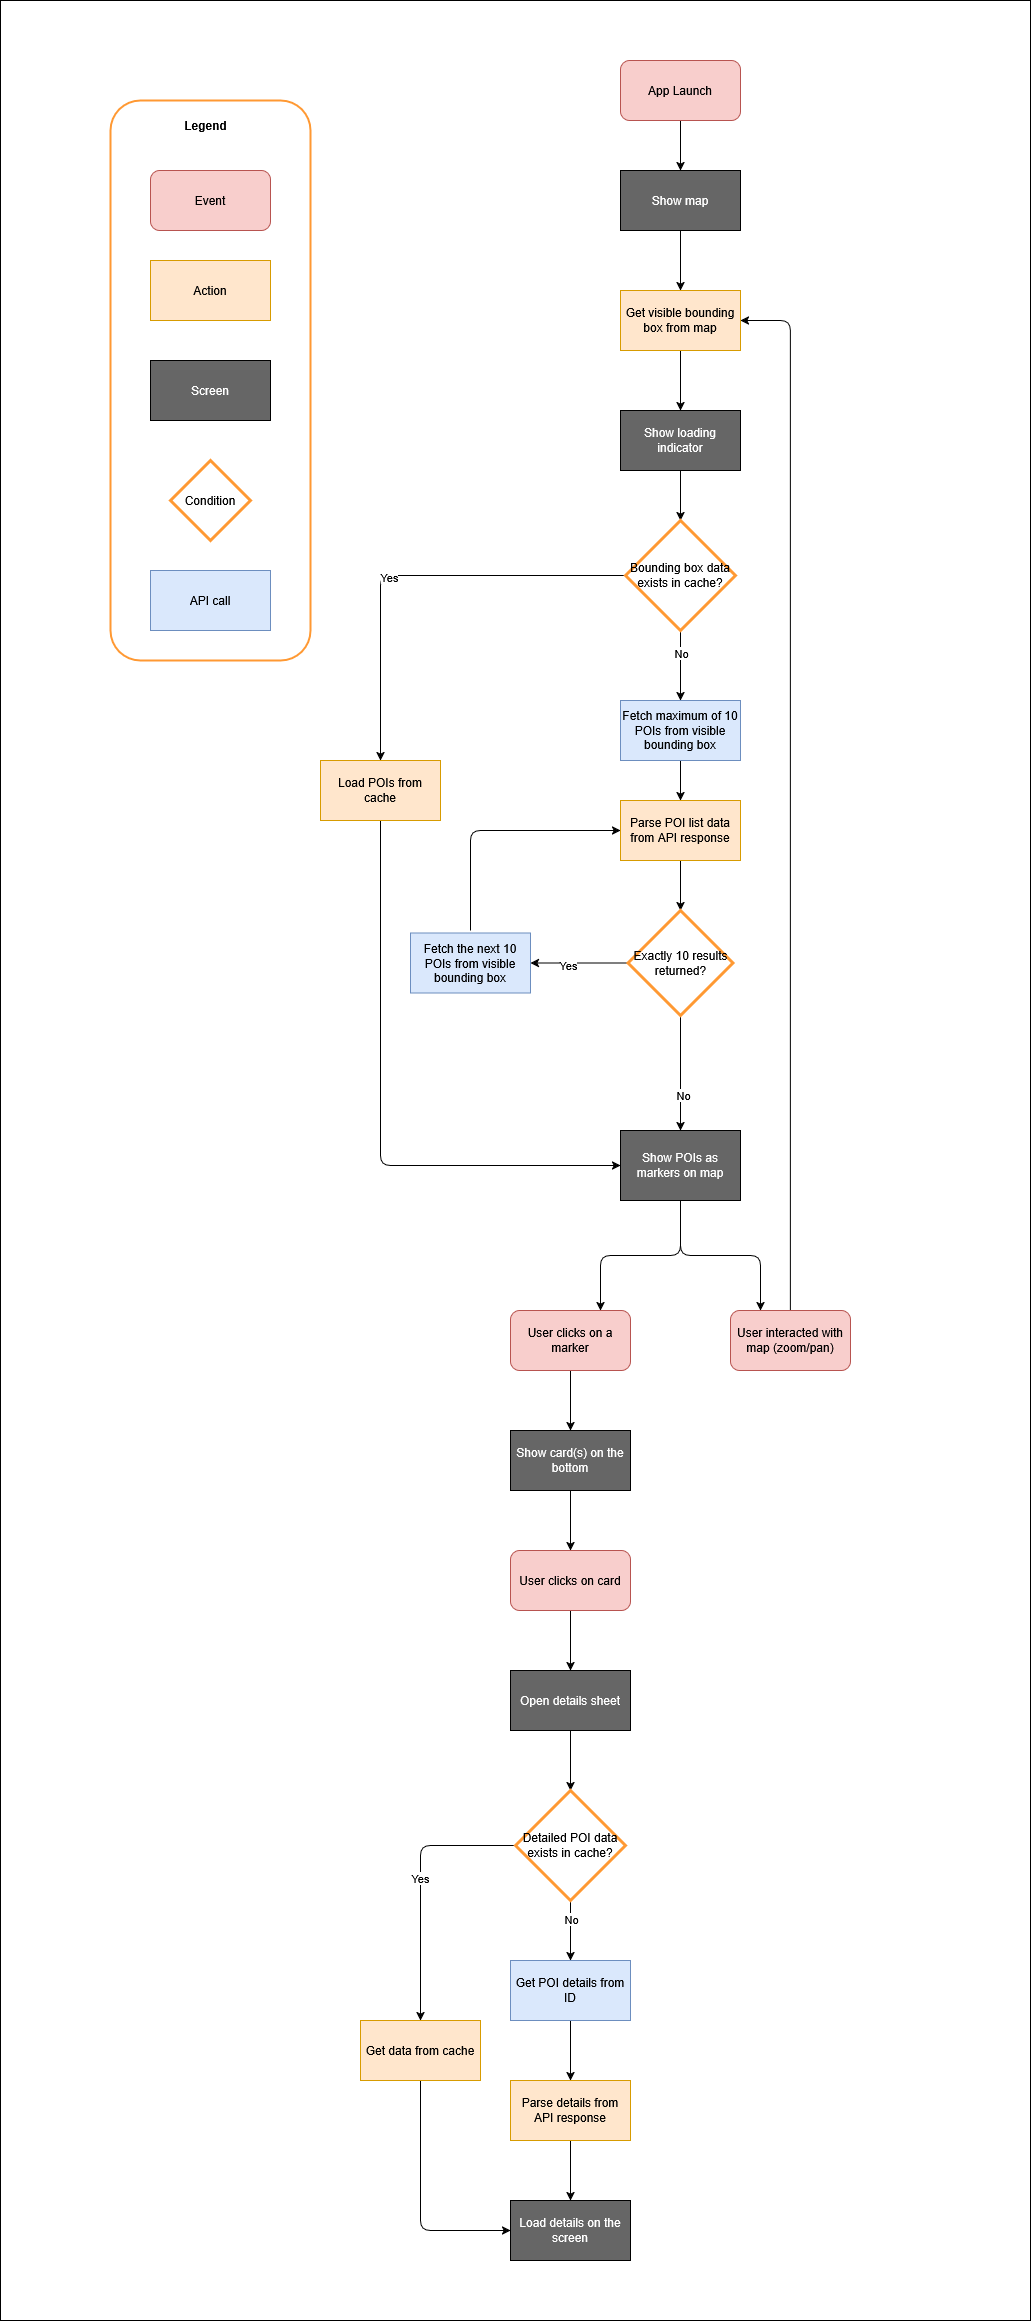 Legend
Event
Action
Screen
Condition
API call
App Launch
Show map
Get visible bounding
box from map
Show loading
indicator
Bounding box data
exists in cache?
Yes
No
Fetch maximum of 10
POIs from visible
bounding box
Load POIs from
cache
Parse POI list data
from API response
Exactly 10 results
returned?
Yes
Fetch the next 10
POIs from visible
bounding box
No
Show POIs as
markers on map
User clicks on a
marker
User interacted with
map (zoom/pan)
Show card(s) on the
bottom
User clicks on card
Open details sheet
Detailed POI data
exists in cache?
Yes
No
Get POI details from
ID
Get data from cache
Parse details from
API response
Load details on the
screen